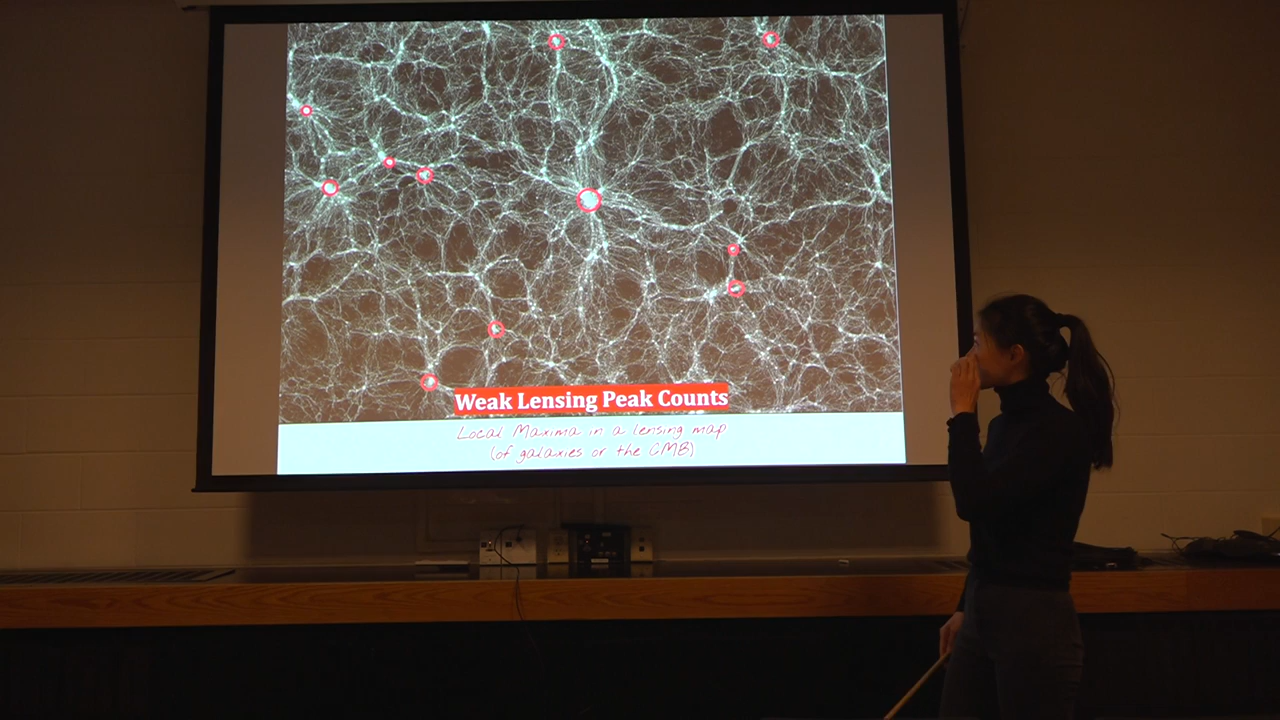 Weak Lensing Peak Counts
Local Maxima in a lensing map
(of galaxies or the CMB)